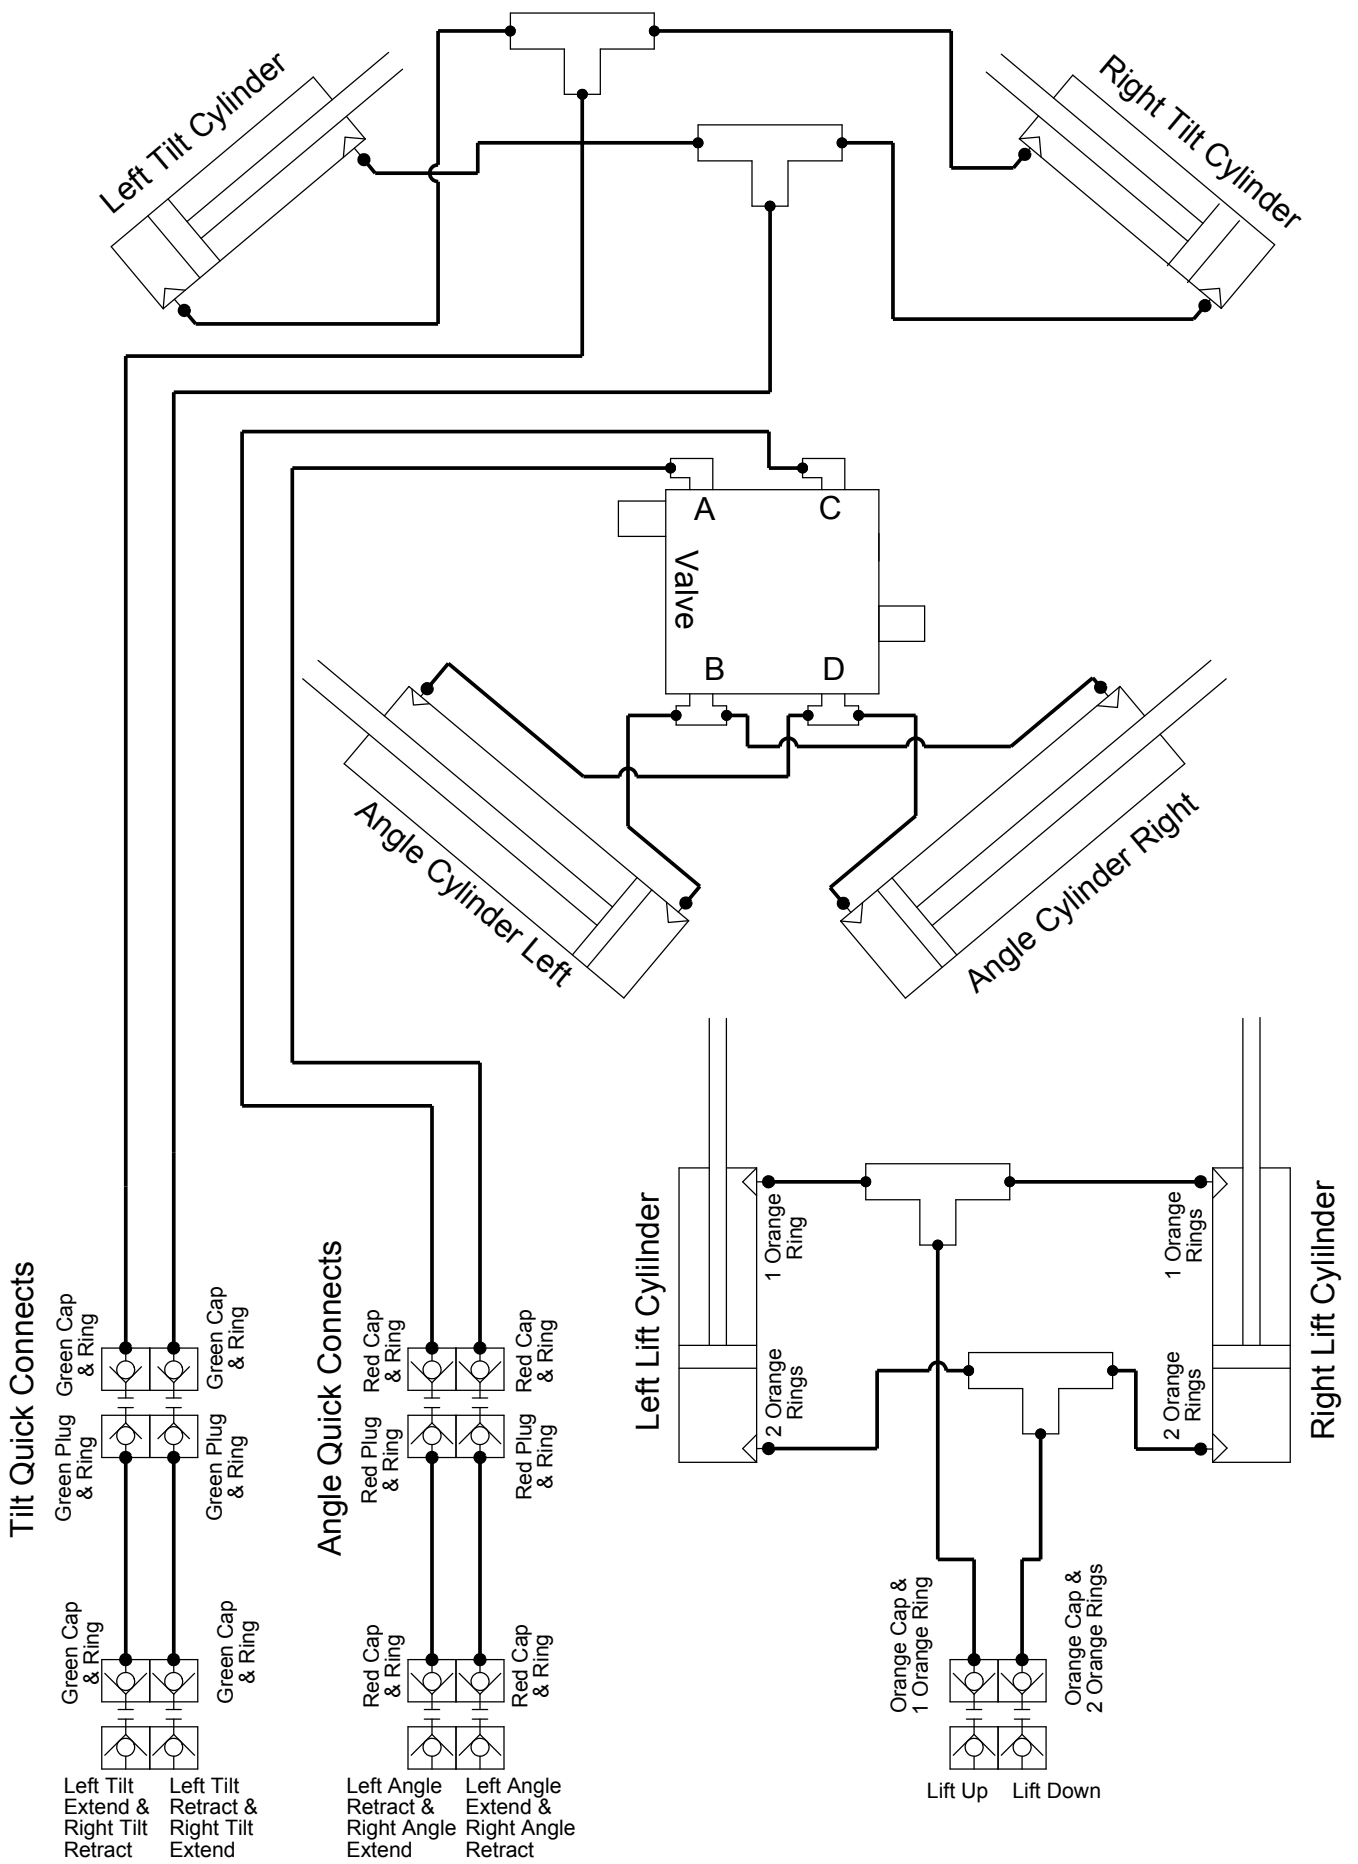 Left Tilt Cylinder
Right Tilt Cylinder
A
C
Valve
B
D
Angle Cylinder Left
Angle Cylinder Right
Left Lift Cylilnder
1 Orange
Ring
2 Orange
Rings
1 Orange
Rings
2 Orange
Rings
Right Lift Cylilnder
Tilt Quick Connects
Green Cap
& Ring
Green Cap
& Ring
Green Plug
& Ring
Green Plug
& Ring
Green Cap
& Ring
Green Cap
& Ring
Left Tilt
Extend &
Right Tilt
Retract
Left Tilt
Retract &
Right Tilt
Extend
Angle Quick Connects
Red Cap
& Ring
Red Cap
& Ring
Red Plug
& Ring
Red Plug
& Ring
Red Cap
& Ring
Red Cap
& Ring
Left Angle
Retract &
Right Angle
Extend
Left Angle
Extend &
Right Angle
Retract
Orange Cap &
1 Orange Ring
Orange Cap &
2 Orange Rings
Lift Up
Lift Down